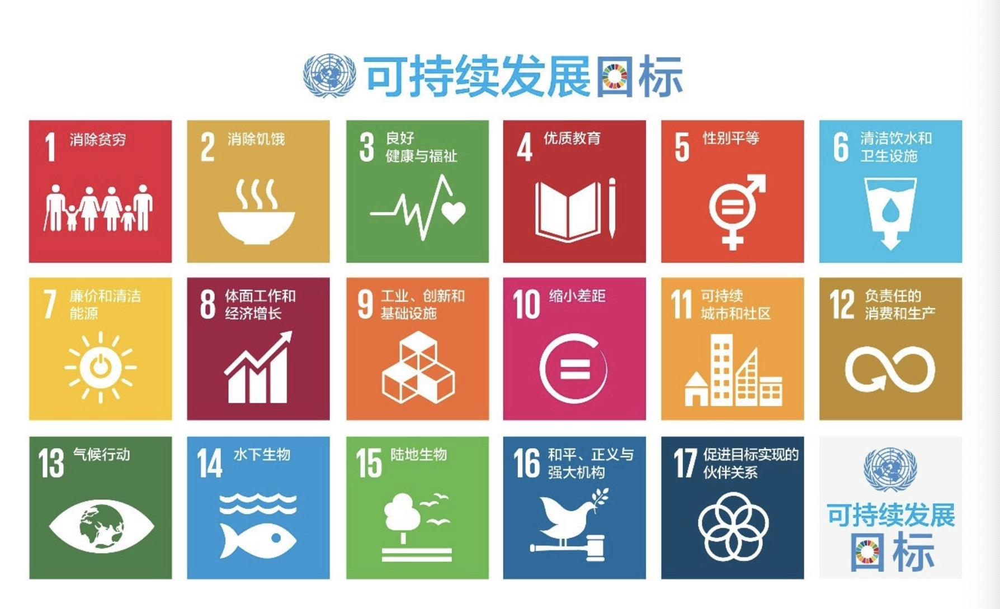 可持续发展目标
1 消除贫穷
2 消除饥饿
3 良好
健康与福祉
4 优质教育
5 性别平等
6 清洁饮水和
卫生设施
7 廉价和清洁
能源
8 体面工作和
经济增长
9 工业、创新和
基础设施
10 缩小差距
11 可持续
城市和社区
12 负责任的
消费和生产
13 气候行动
14 水下生物
15 陆地生物
16 和平、正义与
强大机构
17 促进目标实现的
伙伴关系
可持续发展
目标